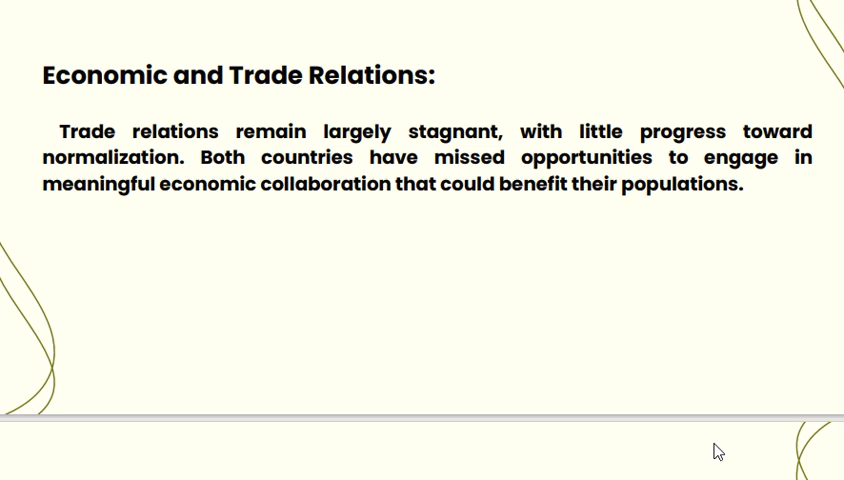 Economic and Trade Relations:
Trade relations remain largely stagnant, with little progress toward
normalization. Both countries have missed opportunities to engage in
meaningful economic collaboration that could benefit their populations.